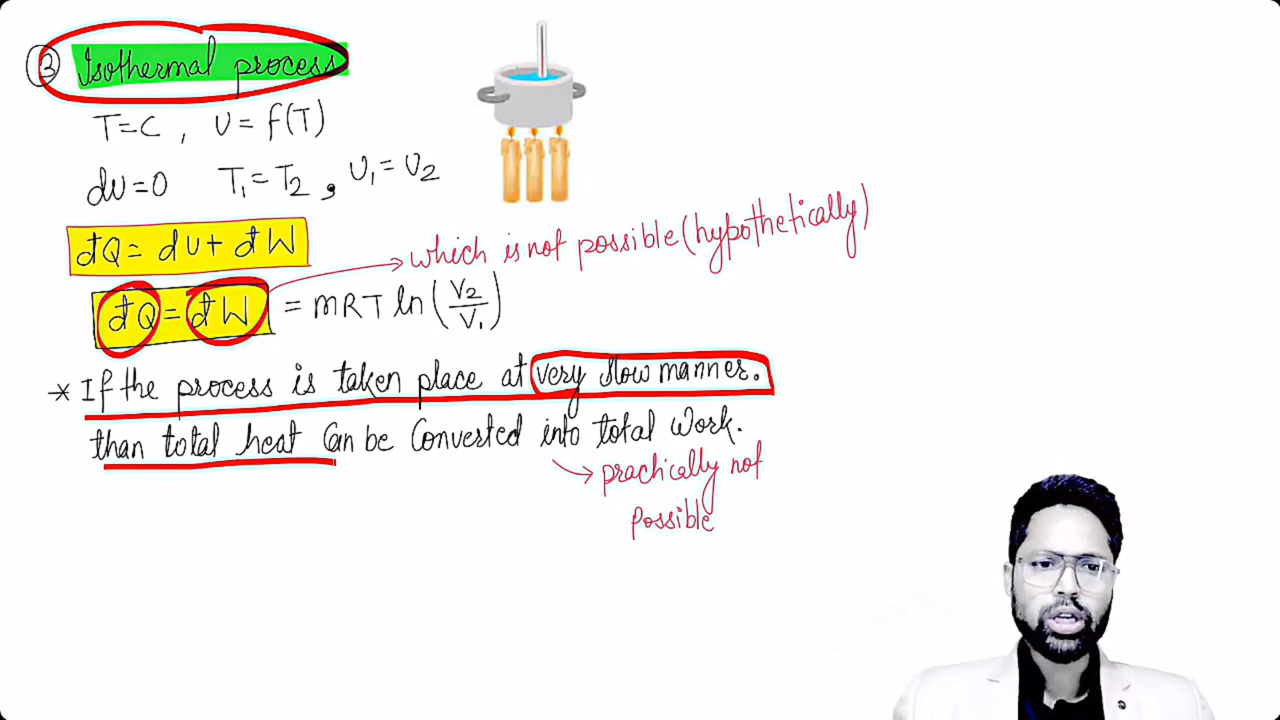 ③ Isothermal process
T=C , U = f(T)
dU=0 T₁=T₂ , U₁=U₂
đQ = dU + đW
which is not possible (hypothetically)
đQ = đW = mRT ln (V₂/V₁)
* If the process is taken place at very slow manner.
than total heat can be converted into total work.
practically not
possible